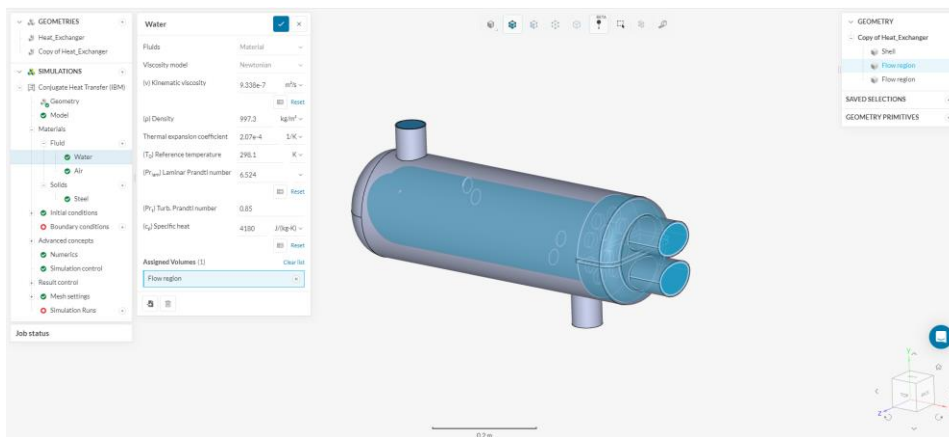 GEOMETRIES
Heat_Exchanger
Copy of Heat_Exchanger
SIMULATIONS
Conjugate Heat Transfer (IBM)
Geometry
Model
Materials
Fluid
Water
Air
Solids
Steel
Initial conditions
Boundary conditions
Advanced concepts
Numerics
Simulation control
Result control
Mesh settings
Simulation Runs
Job status
Water
Fluids Material
Viscosity model Newtonian
(ν) Kinematic viscosity 9.338e-7 m²/s
Reset
(ρ) Density 997.3 kg/m³
Thermal expansion coefficient 2.07e-4 1/K
(T₀) Reference temperature 298.1 K
(Prₗₐₘ) Laminar Prandtl number 6.524
Reset
(Prₜ) Turb. Prandtl number 0.85
(cₚ) Specific heat 4180 J/(kg·K)
Reset
Assigned Volumes (1) Clear list
Flow region
BETA
0.2 m
GEOMETRY
Copy of Heat_Exchanger
Shell
Flow region
Flow region
SAVED SELECTIONS
GEOMETRY PRIMITIVES
Y
Z